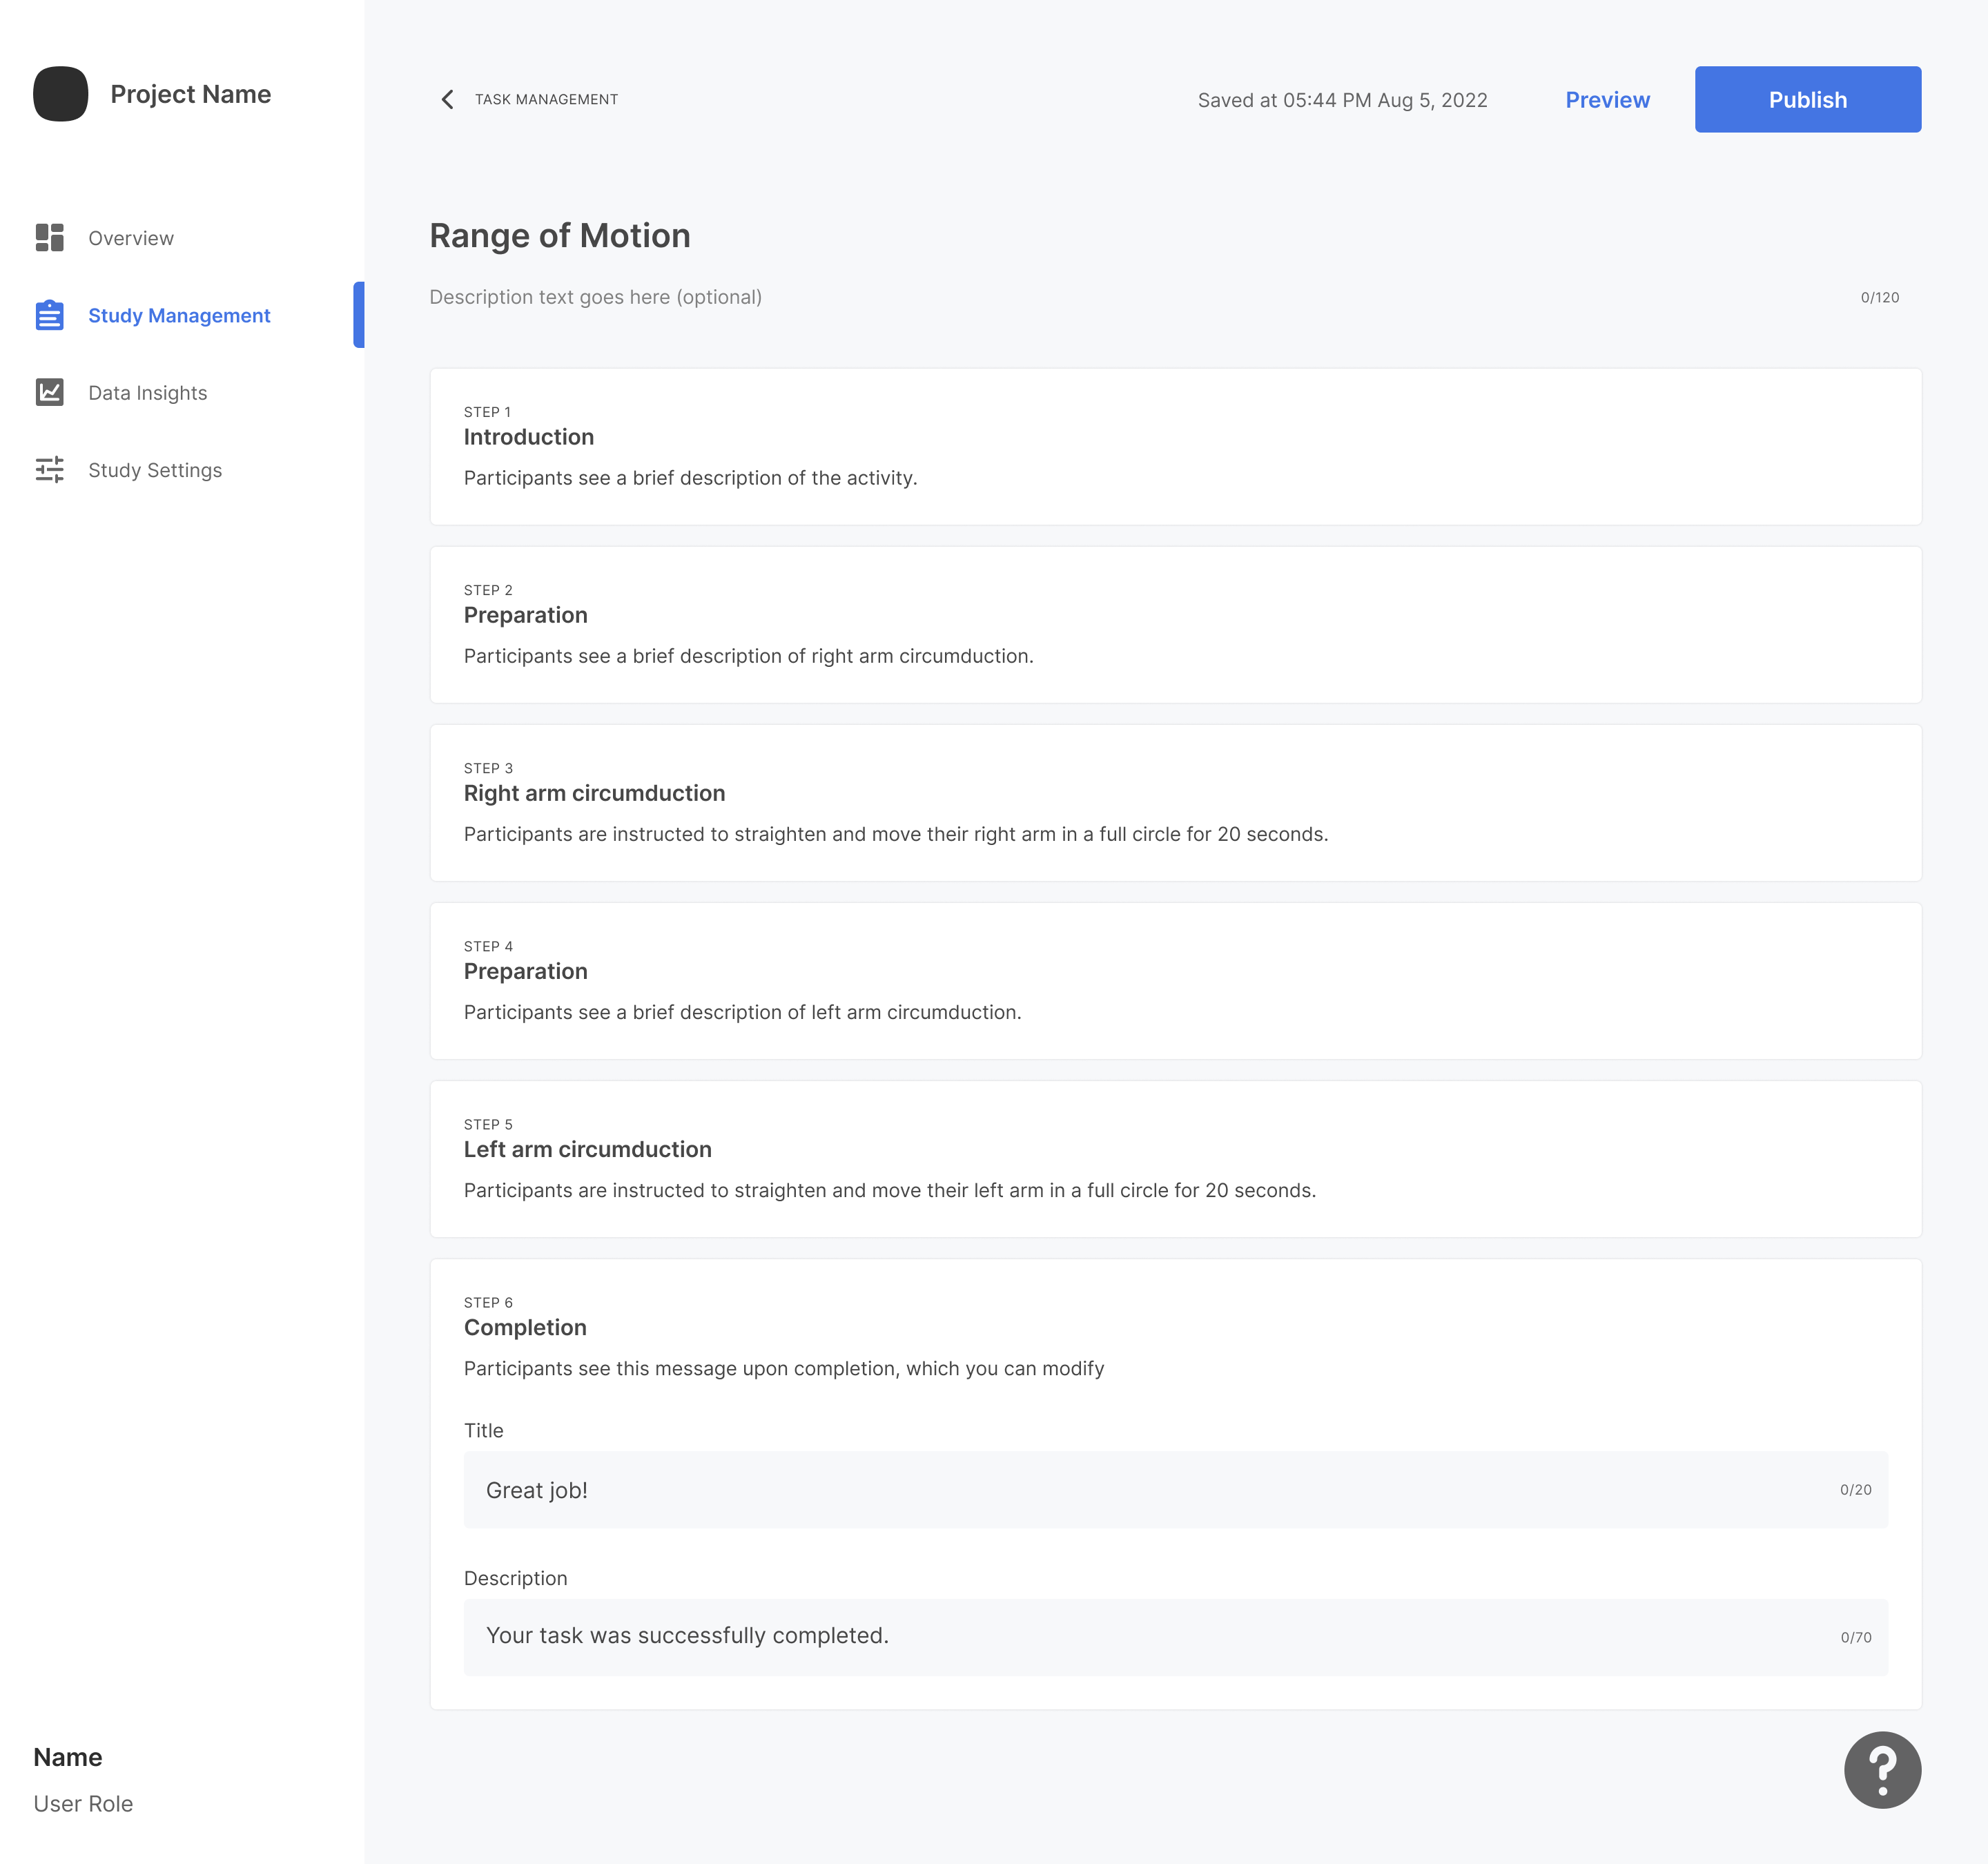 Project Name
Overview
Study Management
Data Insights
Study Settings
Name
User Role
TASK MANAGEMENT
Saved at 05:44 PM Aug 5, 2022
Preview
Publish
Range of Motion
Description text goes here (optional)
0/120
STEP 1
Introduction
Participants see a brief description of the activity.
STEP 2
Preparation
Participants see a brief description of right arm circumduction.
STEP 3
Right arm circumduction
Participants are instructed to straighten and move their right arm in a full circle for 20 seconds.
STEP 4
Preparation
Participants see a brief description of left arm circumduction.
STEP 5
Left arm circumduction
Participants are instructed to straighten and move their left arm in a full circle for 20 seconds.
STEP 6
Completion
Participants see this message upon completion, which you can modify
Title
Great job!
0/20
Description
Your task was successfully completed.
0/70
?